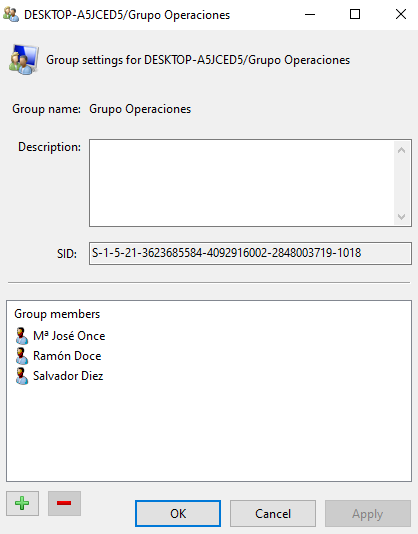 DESKTOP-A5JCED5/Grupo Operaciones
Group settings for DESKTOP-A5JCED5/Grupo Operaciones
Group name: Grupo Operaciones
Description:
SID: S-1-5-21-3623685584-4092916002-2848003719-1018
Group members
Mª José Once
Ramón Doce
Salvador Diez
OK Cancel Apply